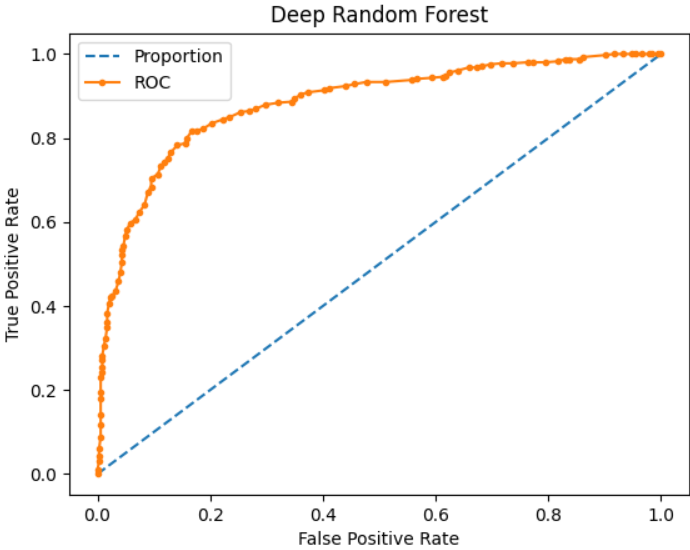 Deep Random Forest
Proportion
ROC
True Positive Rate
1.0
0.8
0.6
0.4
0.2
0.0
0.0 0.2 0.4 0.6 0.8 1.0
False Positive Rate